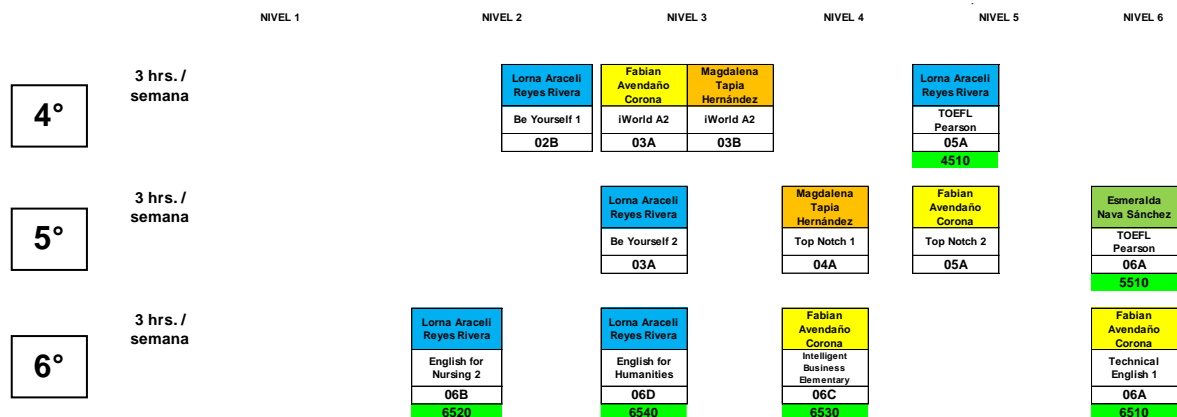 NIVEL 1 NIVEL 2 NIVEL 3 NIVEL 4 NIVEL 5 NIVEL 6
4°
3 hrs. /
semana
Lorna Araceli
Reyes Rivera
Be Yourself 1
02B
Fabian
Avendaño
Corona
iWorld A2
03A
Magdalena
Tapia
Hernández
iWorld A2
03B
Lorna Araceli
Reyes Rivera
TOEFL
Pearson
05A
4510
5°
3 hrs. /
semana
Lorna Araceli
Reyes Rivera
Be Yourself 2
03A
Magdalena
Tapia
Hernández
Top Notch 1
04A
Fabian
Avendaño
Corona
Top Notch 2
05A
Esmeralda
Nava Sánchez
TOEFL
Pearson
06A
5510
6°
3 hrs. /
semana
Lorna Araceli
Reyes Rivera
English for
Nursing 2
06B
6520
Lorna Araceli
Reyes Rivera
English for
Humanities
06D
6540
Fabian
Avendaño
Corona
Intelligent
Business
Elementary
06C
6530
Fabian
Avendaño
Corona
Technical
English 1
06A
6510